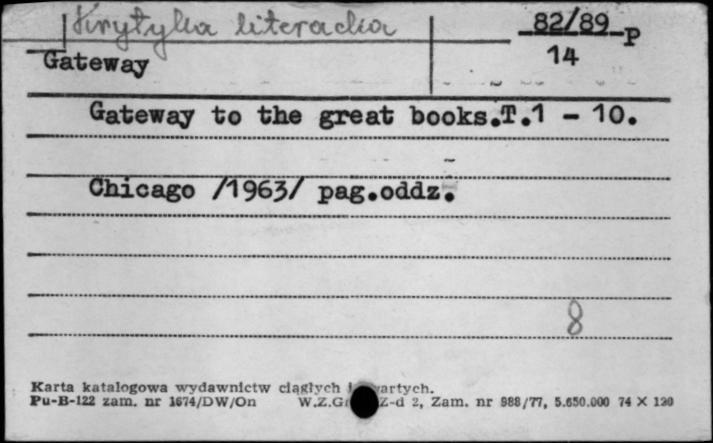 Krytyka literacka
82/89 p
14
Gateway
Gateway to the great books.T.1 - 10.
Chicago /1963/ pag.oddz.
8
Karta katalogowa wydawnictw ciągłych i zwartych.
Pu-B-122 zam. nr 1674/DW/On W.Z.G. Z-d 2, Zam. nr 988/77, 5.650.000 74 X 120